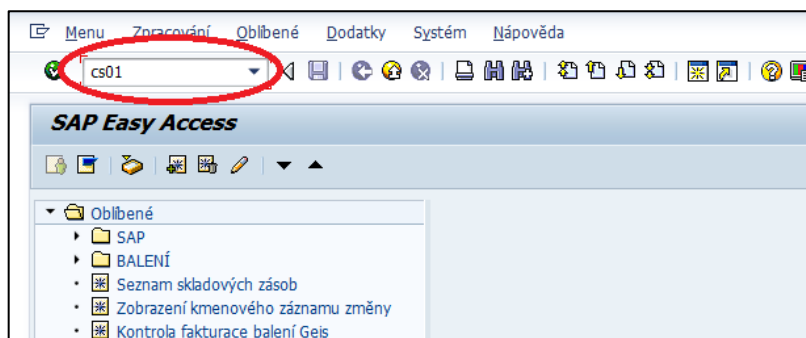 Menu Zpracování Oblíbené Dodatky Systém Nápověda
cs01
SAP Easy Access
Oblíbené
SAP
BALENÍ
Seznam skladových zásob
Zobrazení kmenového záznamu změny
Kontrola fakturace balení Geis